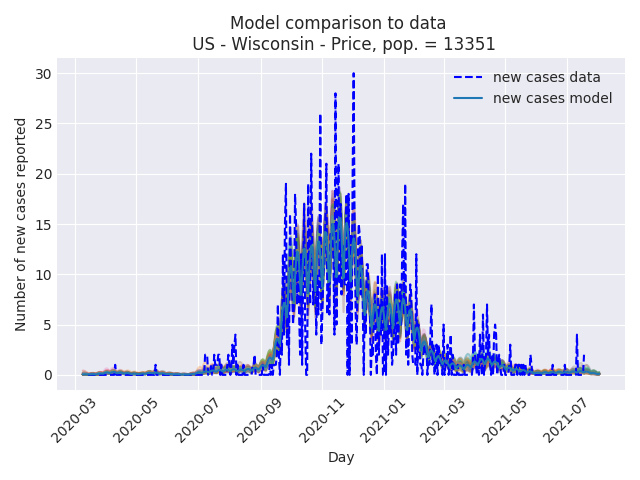 Model comparison to data
US - Wisconsin - Price, pop. = 13351
new cases data
new cases model
Number of new cases reported
30
25
20
15
10
5
0
2020-03
2020-05
2020-07
2020-09
2020-11
2021-01
2021-03
2021-05
2021-07
Day